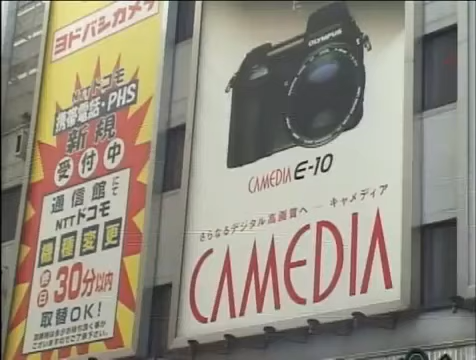 ヨドバシカメラ
NTTドコモ
携帯電話・PHS
新規
受付中
通信館にて
NTTドコモ
機種変更
30分以内
取替OK!
OLYMPUS
CAMEDIA E-10
さらなるデジタル高画質へ キャメディア
CAMEDIA